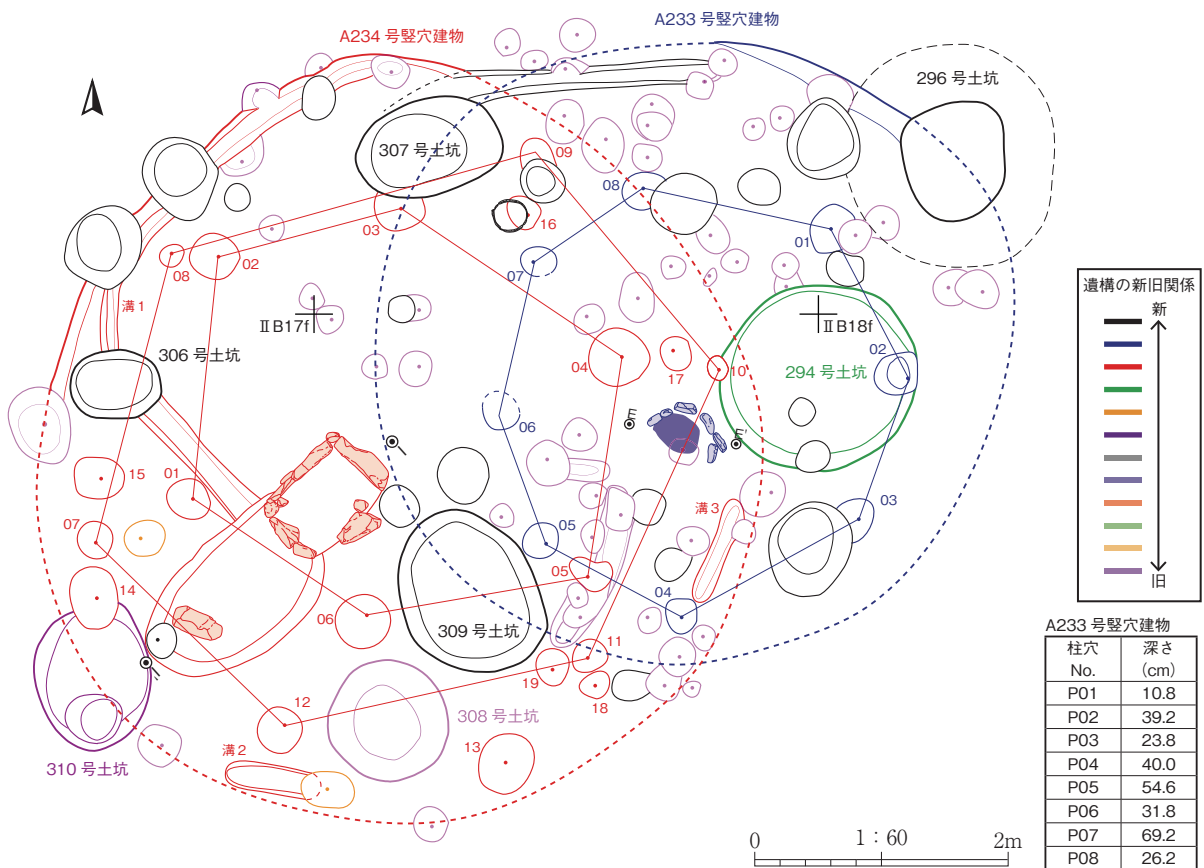 A234 号竪穴建物
A233 号竪穴建物
296 号土坑
307 号土坑
09
08
03
16
01
02
07
08
溝1
ⅡB17f
ⅡB18f
306 号土坑
04
17
10
02
294 号土坑
06
E
E'
15
01
03
07
溝3
05
14
05
04
06
309 号土坑
11
19
18
12
308 号土坑
13
溝2
310 号土坑
0 1:60 2m
遺構の新旧関係
新
旧
A233 号竪穴建物
柱穴 深さ
No. (cm)
P01 10.8
P02 39.2
P03 23.8
P04 40.0
P05 54.6
P06 31.8
P07 69.2
P08 26.2